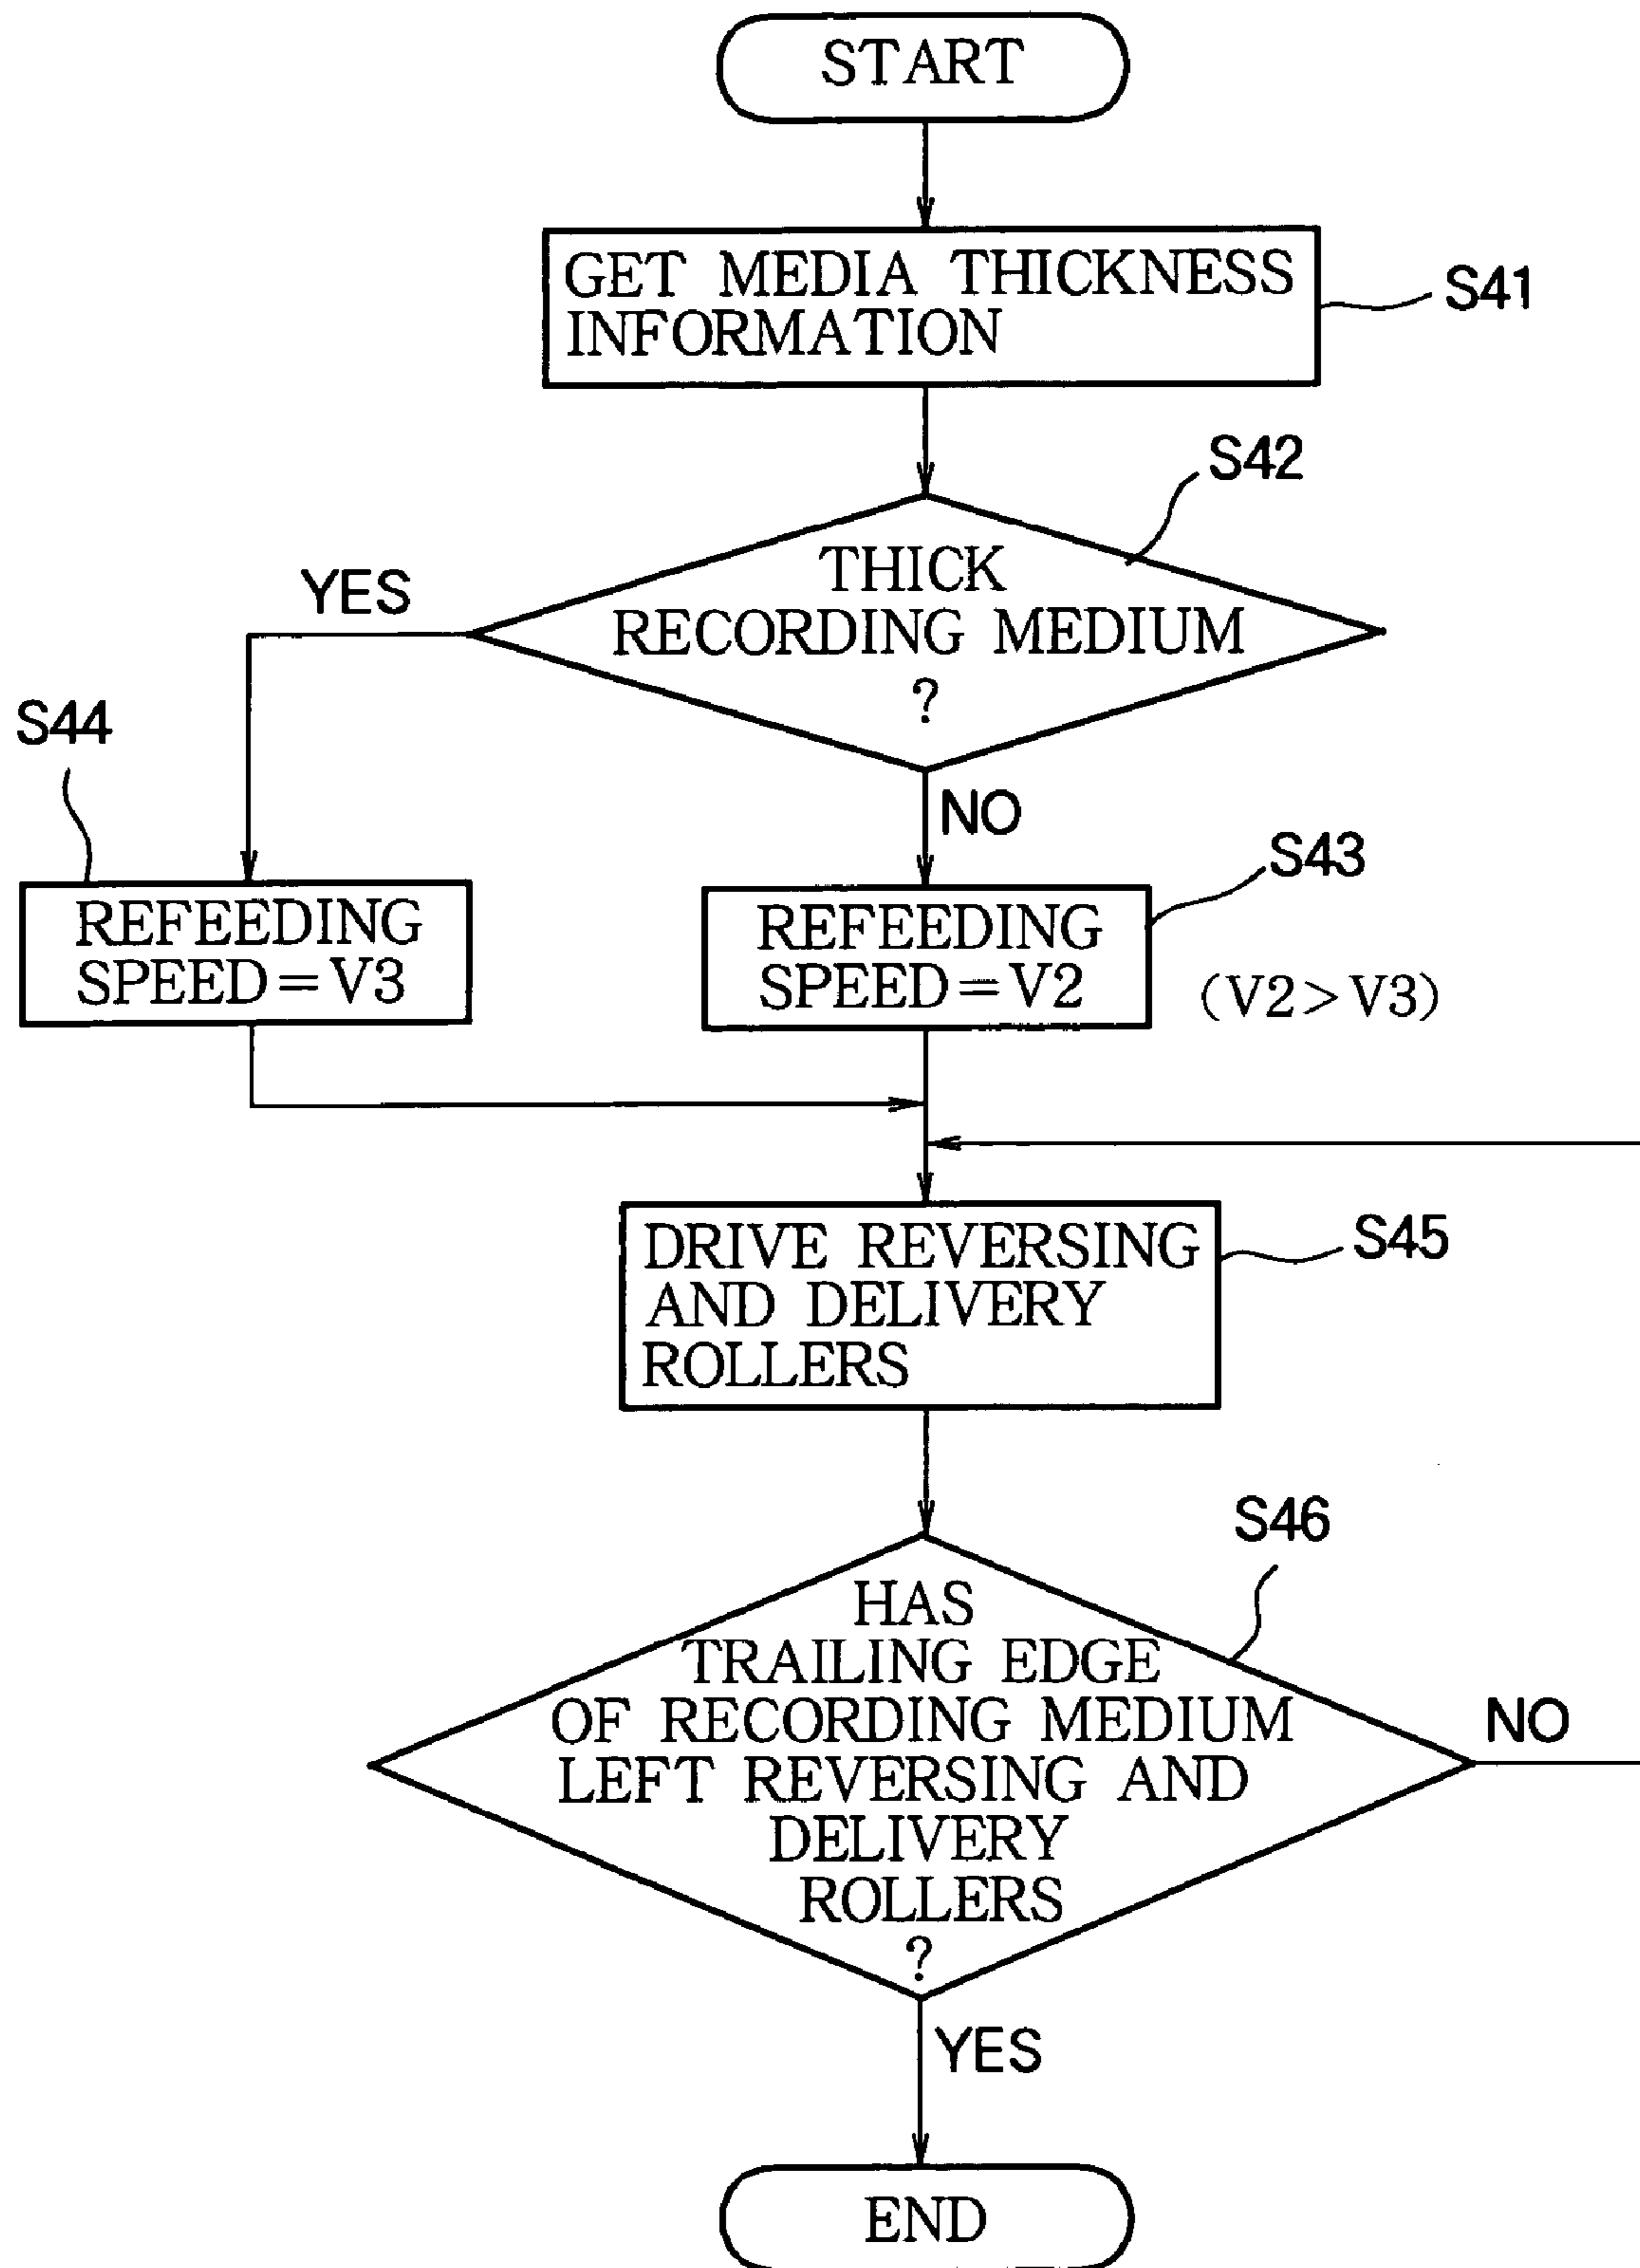 START
GET MEDIA THICKNESS
INFORMATION
S41
S42
THICK
RECORDING MEDIUM
?
YES
NO
S44
REFEEDING
SPEED=V3
S43
REFEEDING
SPEED=V2
(V2>V3)
DRIVE REVERSING
AND DELIVERY
ROLLERS
S45
S46
HAS
TRAILING EDGE
OF RECORDING MEDIUM
LEFT REVERSING AND
DELIVERY
ROLLERS
?
NO
YES
END